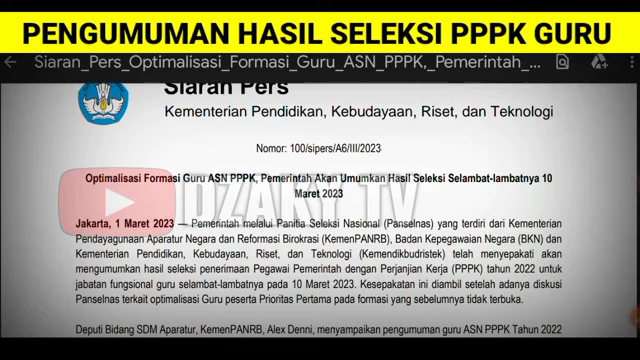 PENGUMUMAN HASIL SELEKSI PPPK GURU
Siaran_Pers_Optimalisasi_Formasi_Guru_ASN_PPPK,_Pemerintah_...
Siaran Pers
Kementerian Pendidikan, Kebudayaan, Riset, dan Teknologi
Nomor: 100/sipers/A6/III/2023
Optimalisasi Formasi Guru ASN PPPK, Pemerintah Akan Umumkan Hasil Seleksi Selambat-lambatnya 10
Maret 2023
DZAKY TV
Jakarta, 1 Maret 2023 — Pemerintah melalui Panitia Seleksi Nasional (Panselnas) yang terdiri dari Kementerian
Pendayagunaan Aparatur Negara dan Reformasi Birokrasi (KemenPANRB), Badan Kepegawaian Negara (BKN) dan
Kementerian Pendidikan, Kebudayaan, Riset, dan Teknologi (Kemendikbudristek) telah menyepakati akan
mengumumkan hasil seleksi penerimaan Pegawai Pemerintah dengan Perjanjian Kerja (PPPK) tahun 2022 untuk
jabatan fungsional guru selambat-lambatnya pada 10 Maret 2023. Kesepakatan ini diambil setelah adanya diskusi
Panselnas terkait optimalisasi Guru peserta Prioritas Pertama pada formasi yang sebelumnya tidak terbuka.
Deputi Bidang SDM Aparatur, KemenPANRB, Alex Denni, menyampaikan pengumuman guru ASN PPPK Tahun 2022